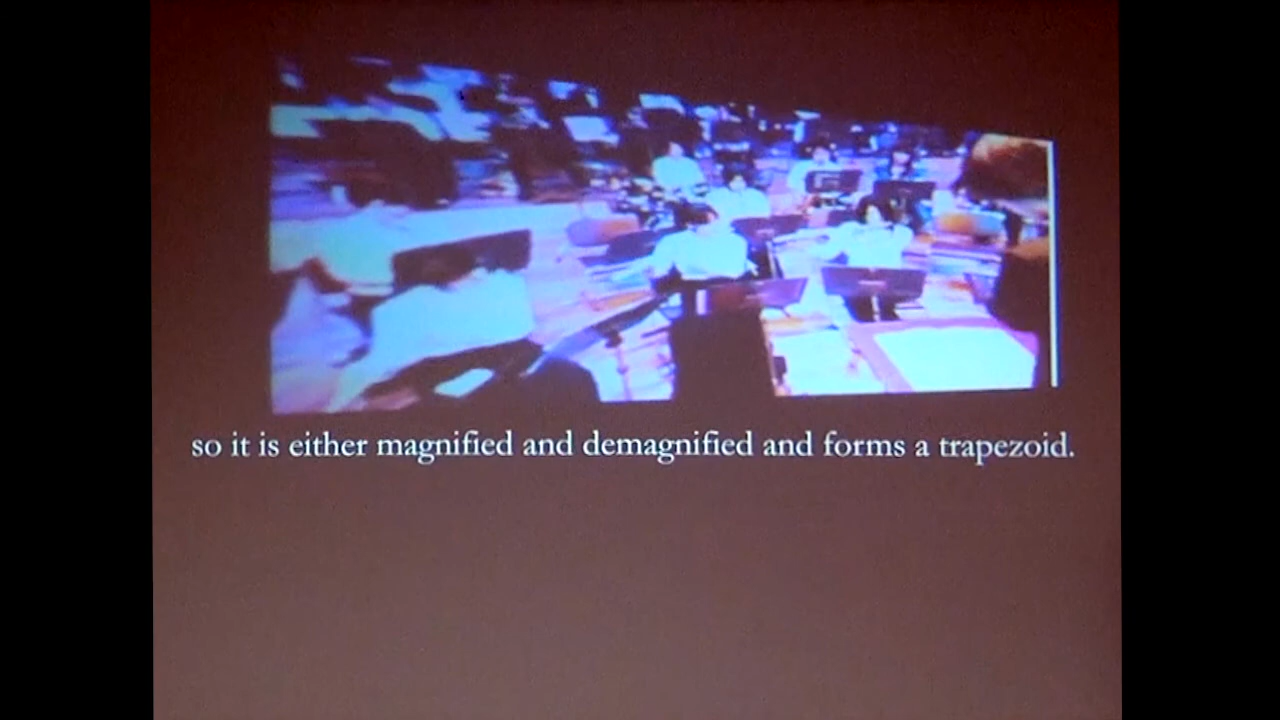 so it is either magnified and demagnified and forms a trapezoid.